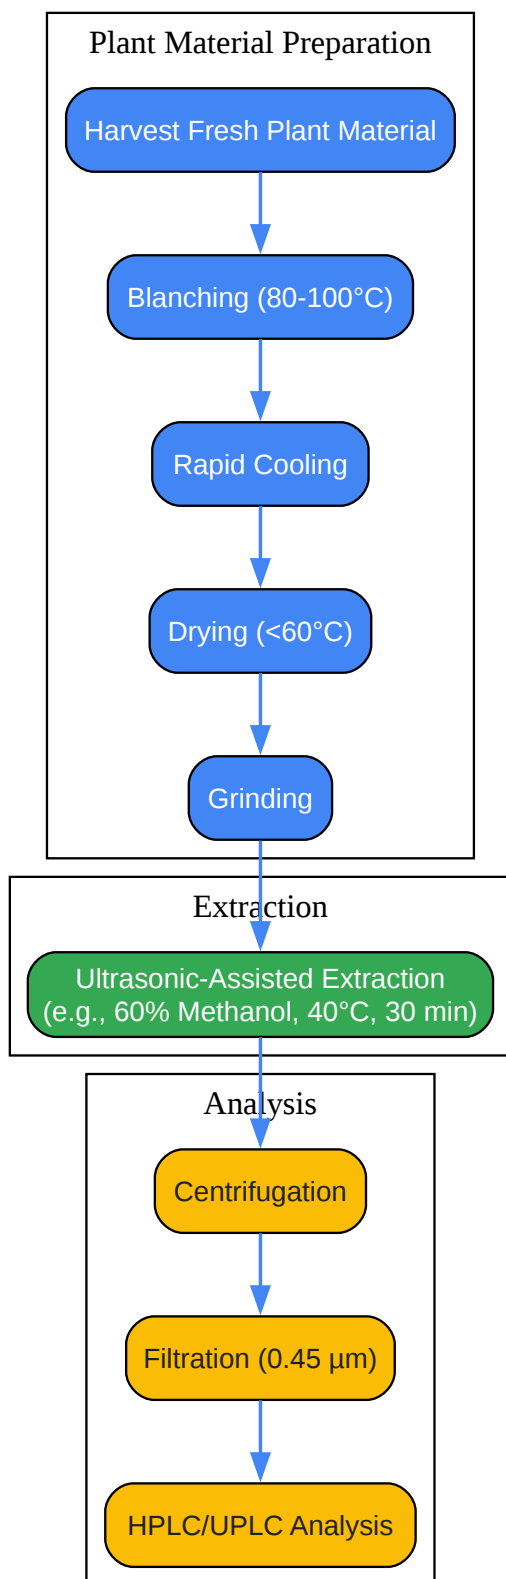 Plant Material Preparation
Harvest Fresh Plant Material
Blanching (80-100°C)
Rapid Cooling
Drying (<60°C)
Grinding
Extraction
Ultrasonic-Assisted Extraction
(e.g., 60% Methanol, 40°C, 30 min)
Analysis
Centrifugation
Filtration (0.45 µm)
HPLC/UPLC Analysis